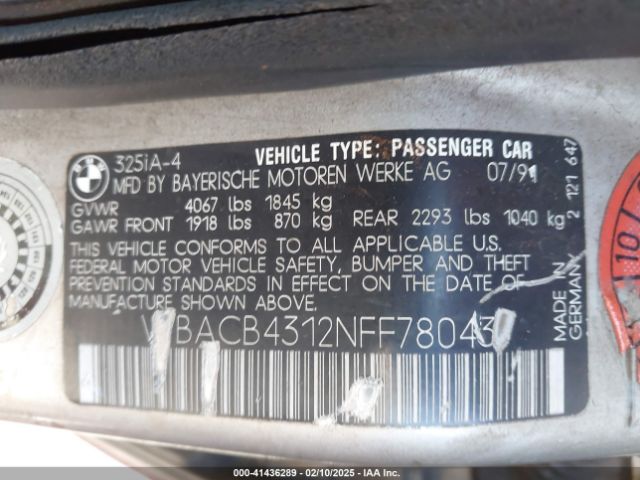 BMW
325iA-4 VEHICLE TYPE: PASSENGER CAR
MFD BY BAYERISCHE MOTOREN WERKE AG 07/91
GVWR 4067 lbs 1845 kg
GAWR FRONT 1918 lbs 870 kg REAR 2293 lbs 1040 kg
THIS VEHICLE CONFORMS TO ALL APPLICABLE U.S.
FEDERAL MOTOR VEHICLE SAFETY, BUMPER AND THEFT
PREVENTION STANDARDS IN EFFECT ON THE DATE OF
MANUFACTURE SHOWN ABOVE.
WBACB4312NFF78043
2 121 647
MADE IN
GERMANY
10/
000-41436289 - 02/10/2025 - IAA Inc.